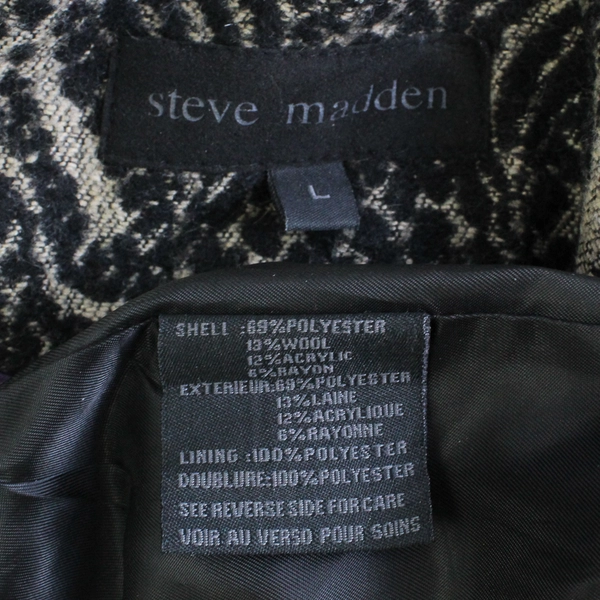 steve madden
L
SHELL :69%POLYESTER
13%WOOL
12%ACRYLIC
6%RAYON
EXTERIEUR:69%POLYESTER
13%LAINE
12%ACRYLIQUE
6%RAYONNE
LINING :100%POLYESTER
DOUBLURE:100%POLYESTER
SEE REVERSE SIDE FOR CARE
VOIR AU VERSO POUR SOINS